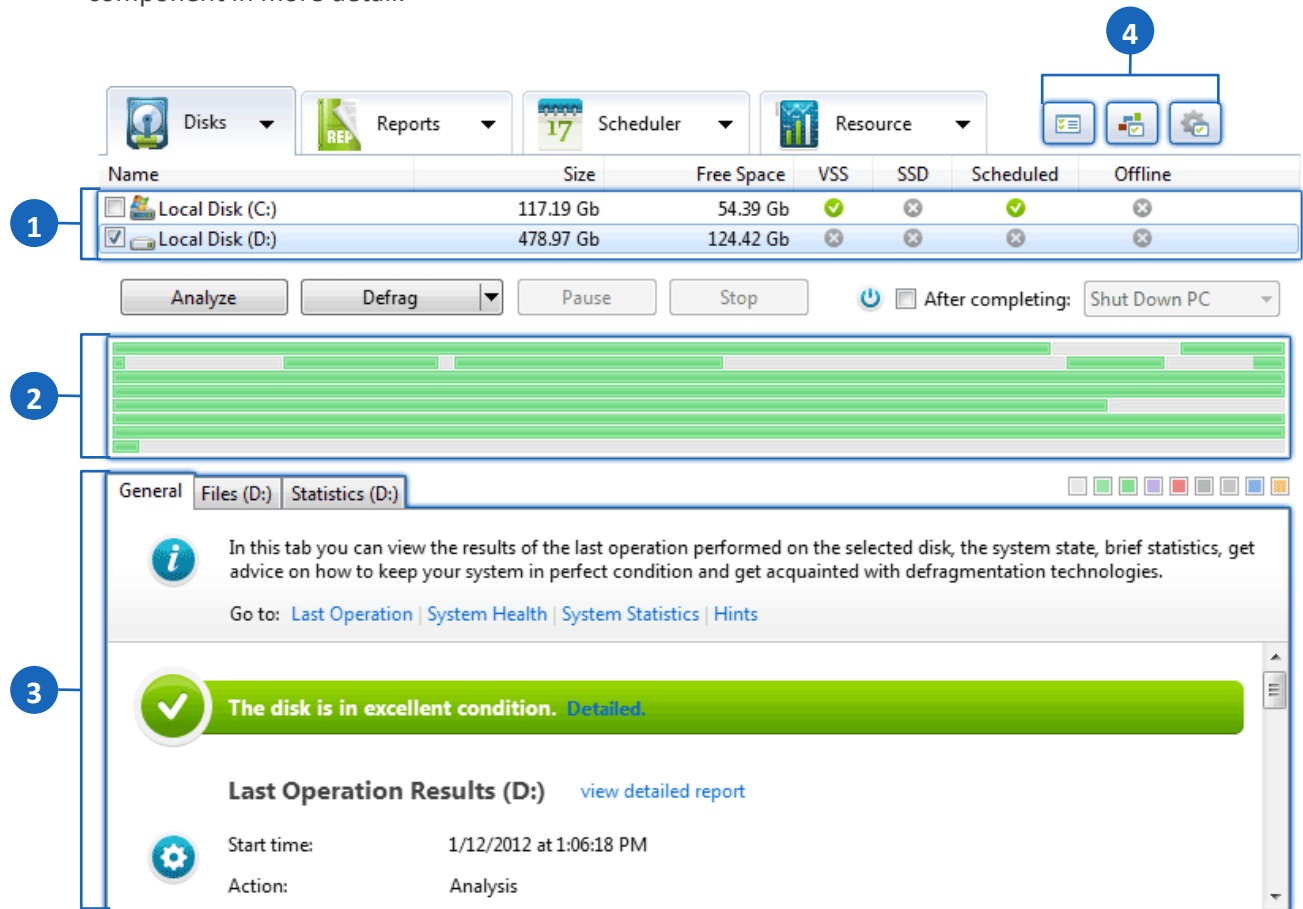 component in more detail.
4
Disks
REP
Reports
17
Scheduler
Resource
Name Size Free Space VSS SSD Scheduled Offline
1
Local Disk (C:) 117.19 Gb 54.39 Gb
Local Disk (D:) 478.97 Gb 124.42 Gb
Analyze Defrag Pause Stop After completing: Shut Down PC
2
3
General Files (D:) Statistics (D:)
In this tab you can view the results of the last operation performed on the selected disk, the system state, brief statistics, get
advice on how to keep your system in perfect condition and get acquainted with defragmentation technologies.
Go to: Last Operation | System Health | System Statistics | Hints
The disk is in excellent condition. Detailed.
Last Operation Results (D:) view detailed report
Start time: 1/12/2012 at 1:06:18 PM
Action: Analysis